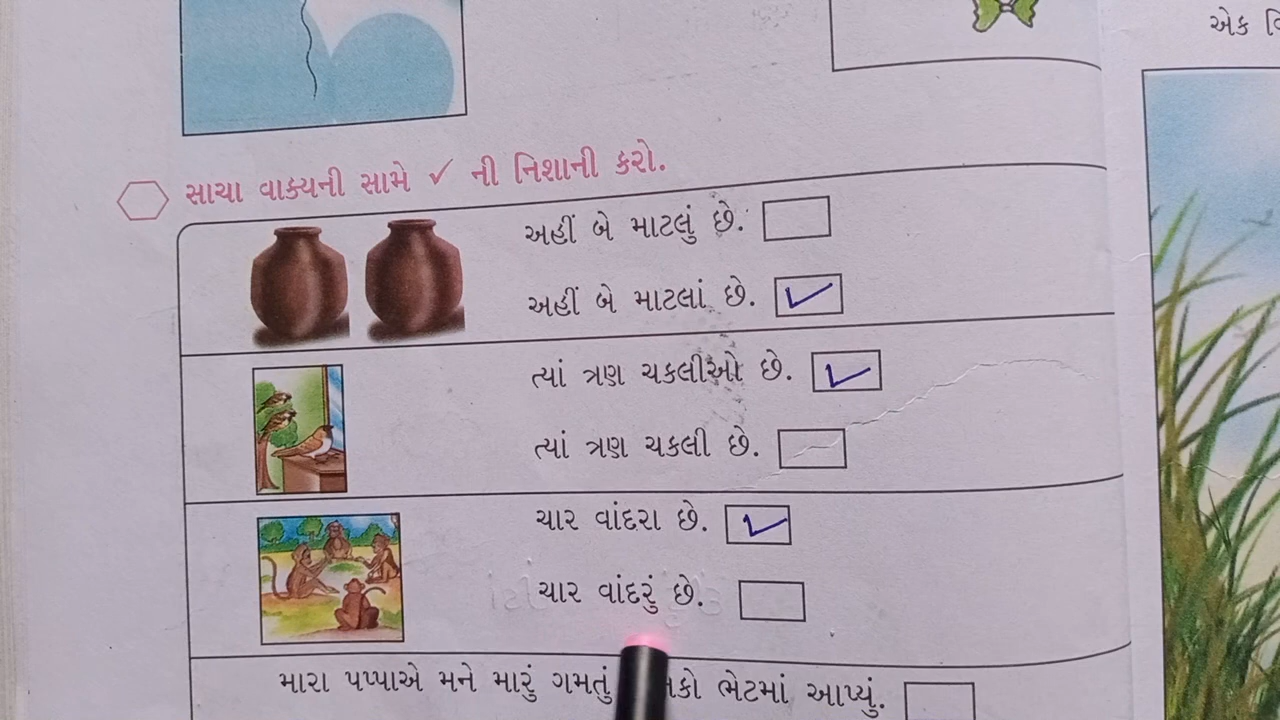 એક
સાચા વાક્યની સામે ✓ ની નિશાની કરો.
અહીં બે માટલું છે.
અહીં બે માટલાં છે.
ત્યાં ત્રણ ચકલીઓ છે.
ત્યાં ત્રણ ચકલી છે.
ચાર વાંદરા છે.
ચાર વાંદરું છે.
મારા પપ્પાએ મને મારું ગમતું ભેટમાં આપ્યું.